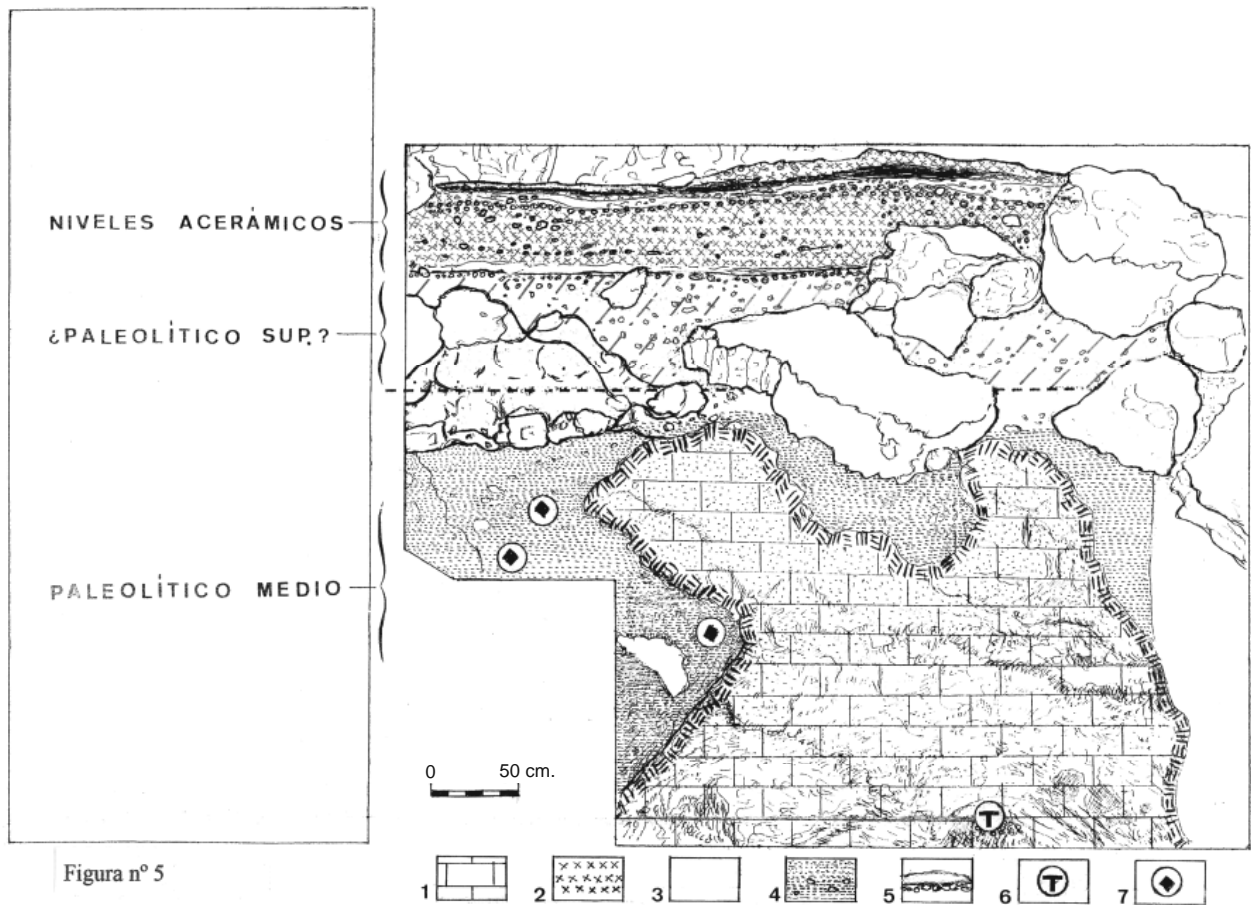 NIVELES ACERÁMICOS
¿PALEOLÍTICO SUP.?
PALEOLÍTICO MEDIO
0 50 cm.
T
Figura nº 5
1 2 3 4 5 6 T 7